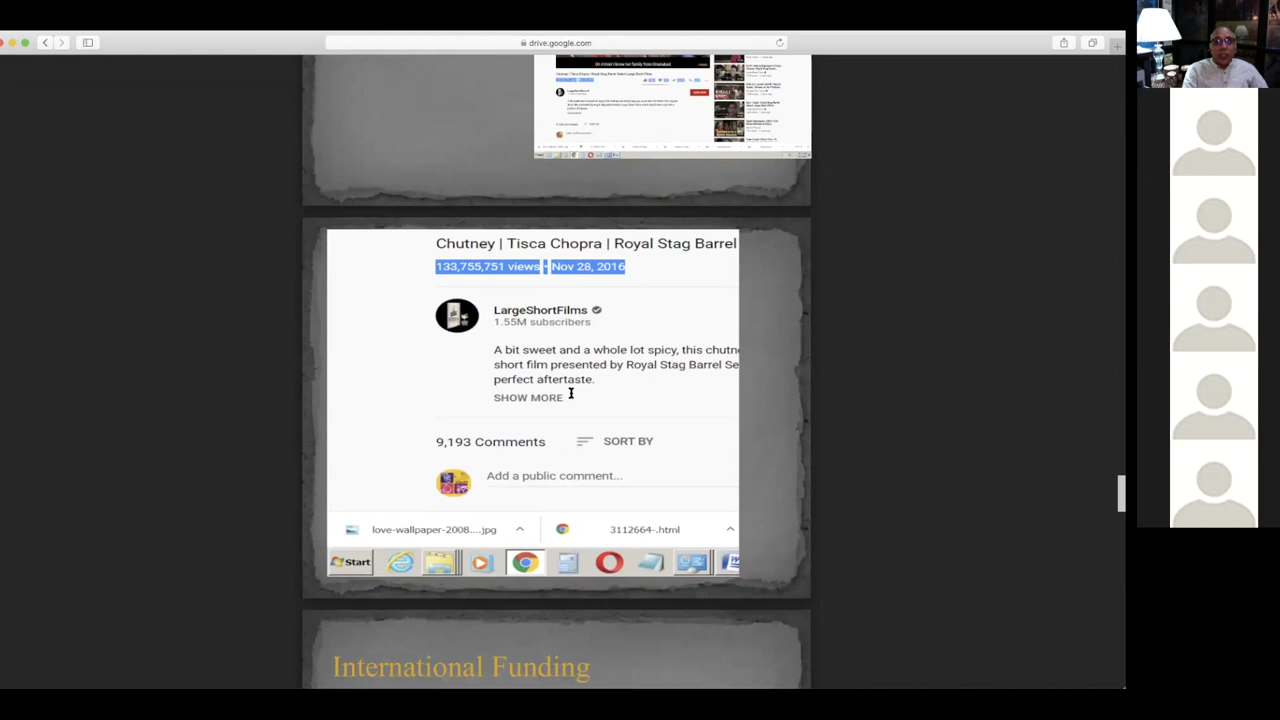 drive.google.com
Chutney | Tisca Chopra | Royal Stag Barrel
133,755,751 views • Nov 28, 2016
LargeShortFilms
1.55M subscribers
A bit sweet and a whole lot spicy, this chutne
short film presented by Royal Stag Barrel Se
perfect aftertaste.
SHOW MORE
9,193 Comments SORT BY
Add a public comment...
love-wallpaper-2008....jpg 3112664-.html
Start
International Funding